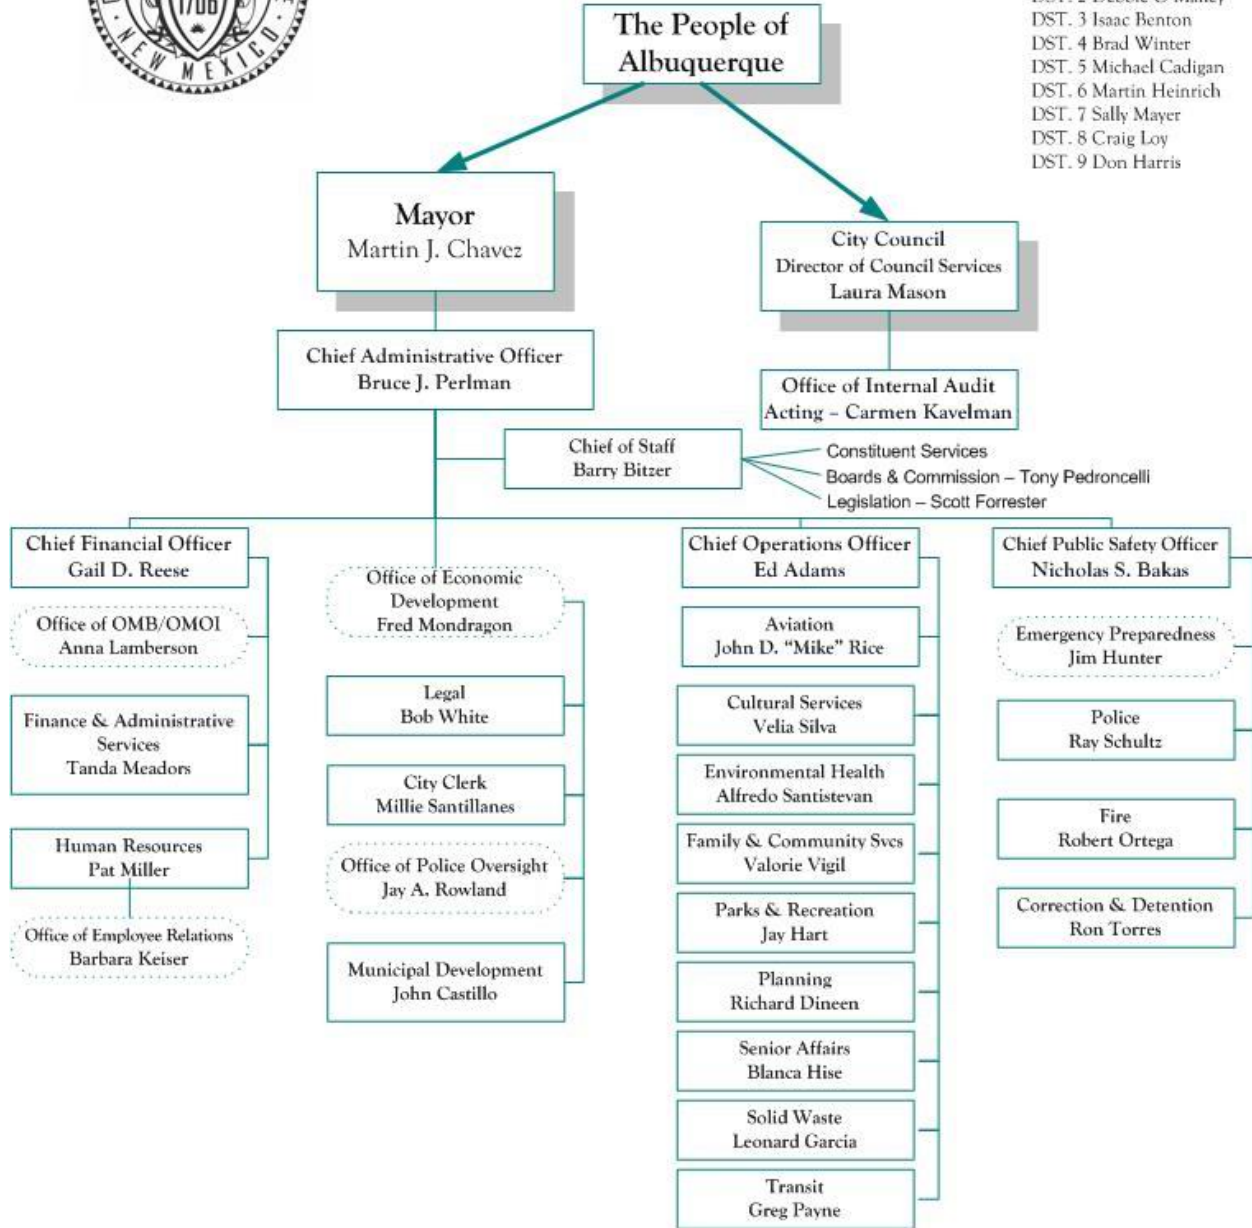 1706
NEW MEXICO
DST. 3 Isaac Benton
DST. 4 Brad Winter
DST. 5 Michael Cadigan
DST. 6 Martin Heinrich
DST. 7 Sally Mayer
DST. 8 Craig Loy
DST. 9 Don Harris
The People of
Albuquerque
Mayor
Martin J. Chavez
City Council
Director of Council Services
Laura Mason
Chief Administrative Officer
Bruce J. Perlman
Office of Internal Audit
Acting – Carmen Kavelman
Chief of Staff
Barry Bitzer
Constituent Services
Boards & Commission – Tony Pedroncelli
Legislation – Scott Forrester
Chief Financial Officer
Gail D. Reese
Office of OMB/OMOI
Anna Lamberson
Finance & Administrative
Services
Tanda Meadors
Human Resources
Pat Miller
Office of Employee Relations
Barbara Keiser
Office of Economic
Development
Fred Mondragon
Legal
Bob White
City Clerk
Millie Santillanes
Office of Police Oversight
Jay A. Rowland
Municipal Development
John Castillo
Chief Operations Officer
Ed Adams
Aviation
John D. “Mike” Rice
Cultural Services
Velia Silva
Environmental Health
Alfredo Santistevan
Family & Community Svcs
Valorie Vigil
Parks & Recreation
Jay Hart
Planning
Richard Dineen
Senior Affairs
Blanca Hise
Solid Waste
Leonard Garcia
Transit
Greg Payne
Chief Public Safety Officer
Nicholas S. Bakas
Emergency Preparedness
Jim Hunter
Police
Ray Schultz
Fire
Robert Ortega
Correction & Detention
Ron Torres